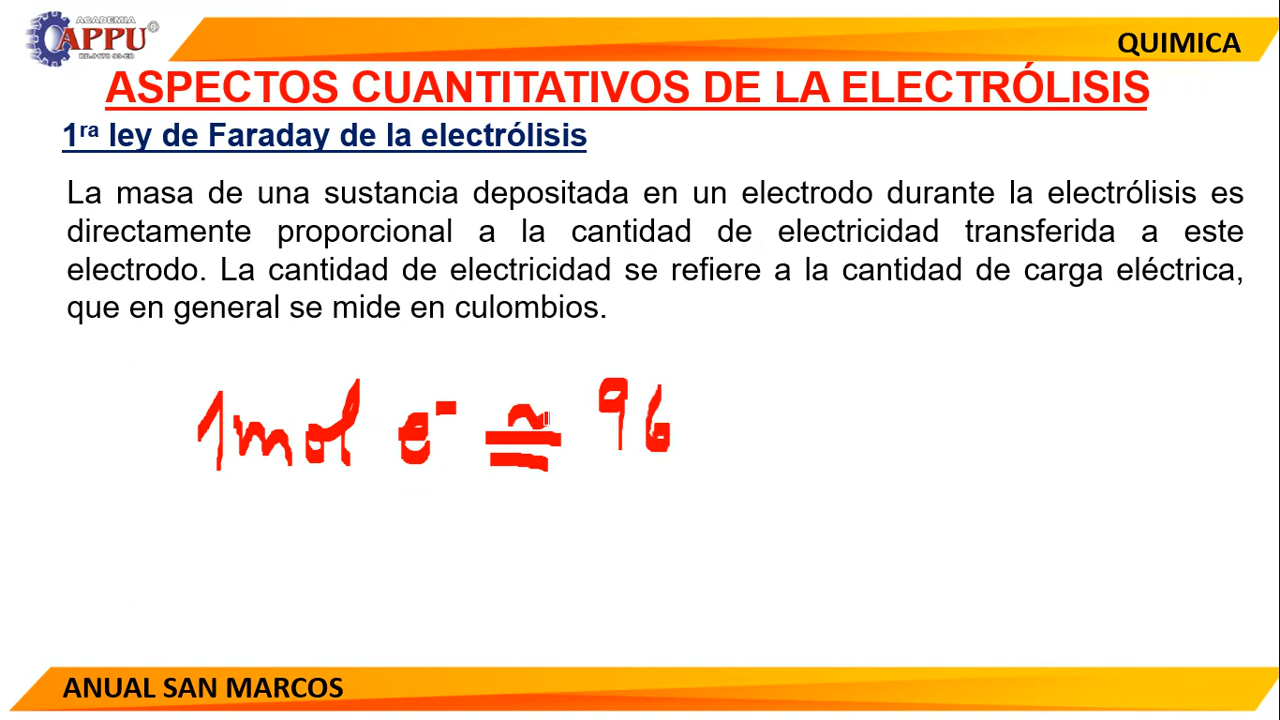 ACADEMIA
APPU®
QUIMICA
ASPECTOS CUANTITATIVOS DE LA ELECTRÓLISIS
1ra ley de Faraday de la electrólisis
La masa de una sustancia depositada en un electrodo durante la electrólisis es
directamente proporcional a la cantidad de electricidad transferida a este
electrodo. La cantidad de electricidad se refiere a la cantidad de carga eléctrica,
que en general se mide en culombios.
1mol e⁻ ≅ 96
ANUAL SAN MARCOS